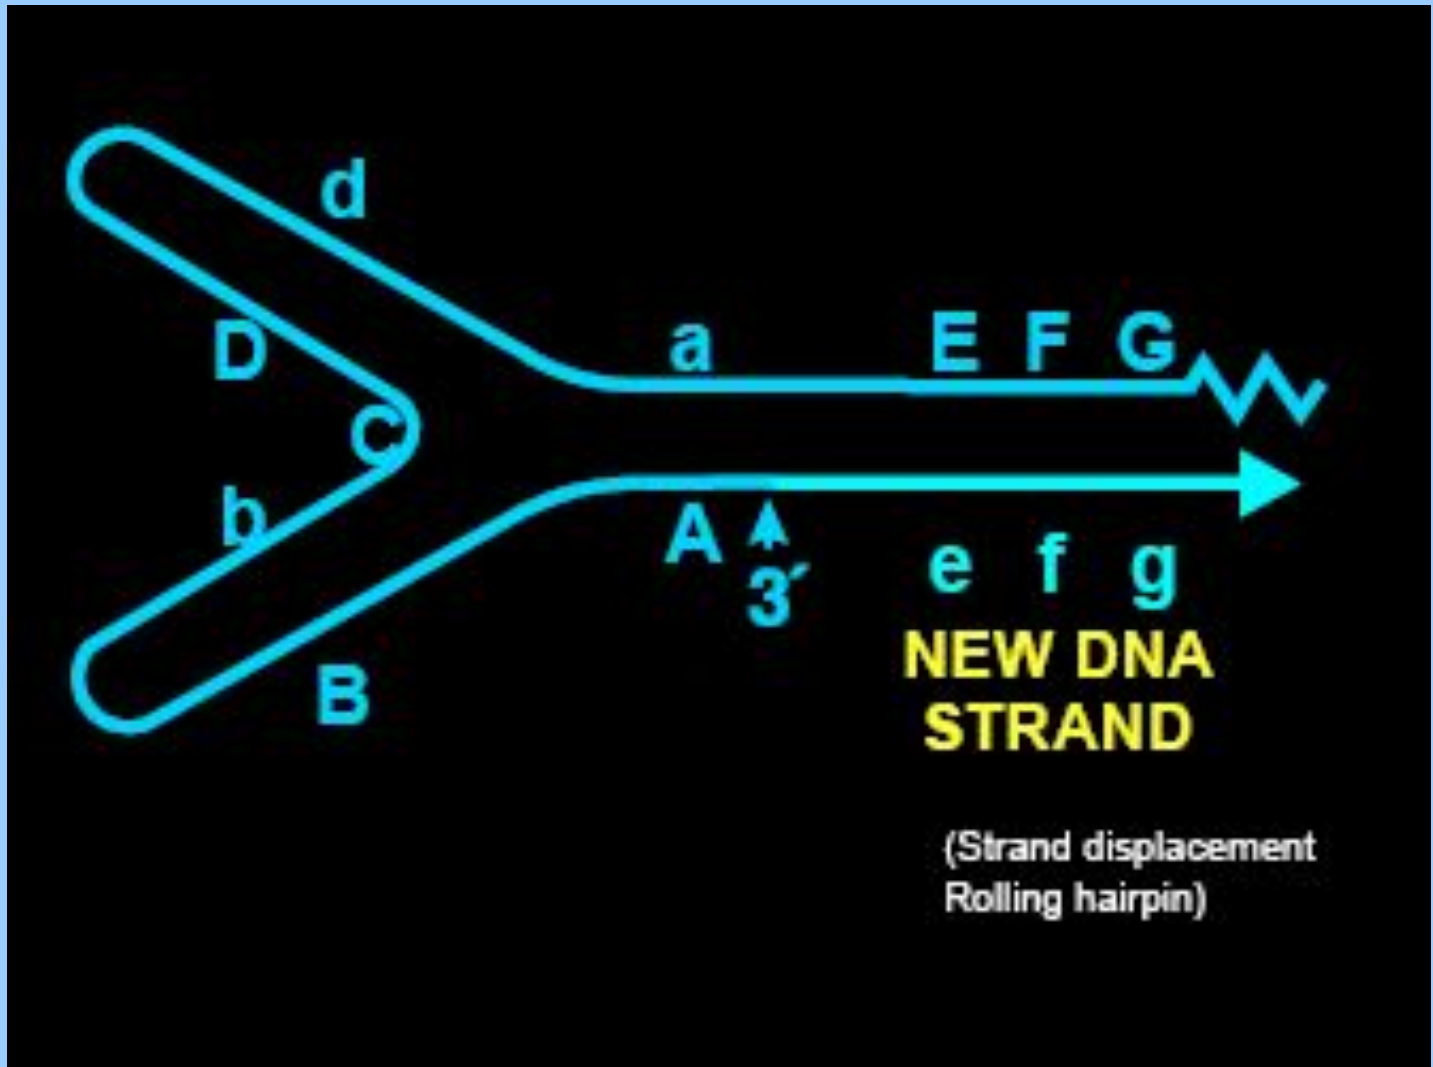 d
a E F G
D
C
b
A 3´ e f g
B
NEW DNA
STRAND
(Strand displacement
Rolling hairpin)